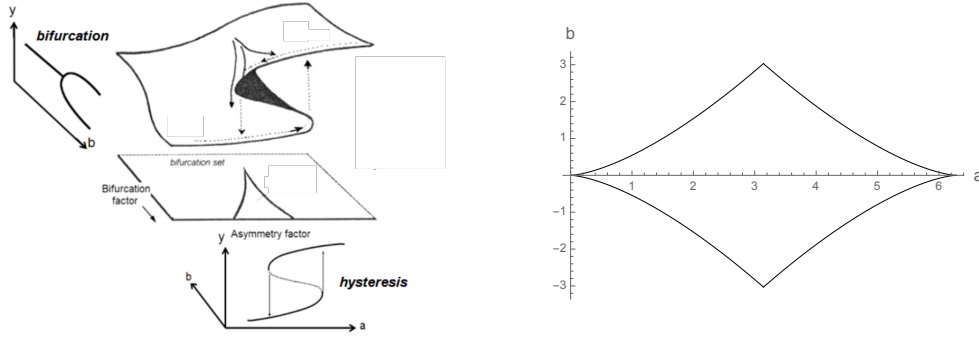 y
bifurcation
b
bifurcation set
Bifurcation
factor
Asymmetry factor
y
b
hysteresis
a
b
3
2
1
1 2 3 4 5 6
a
-1
-2
-3